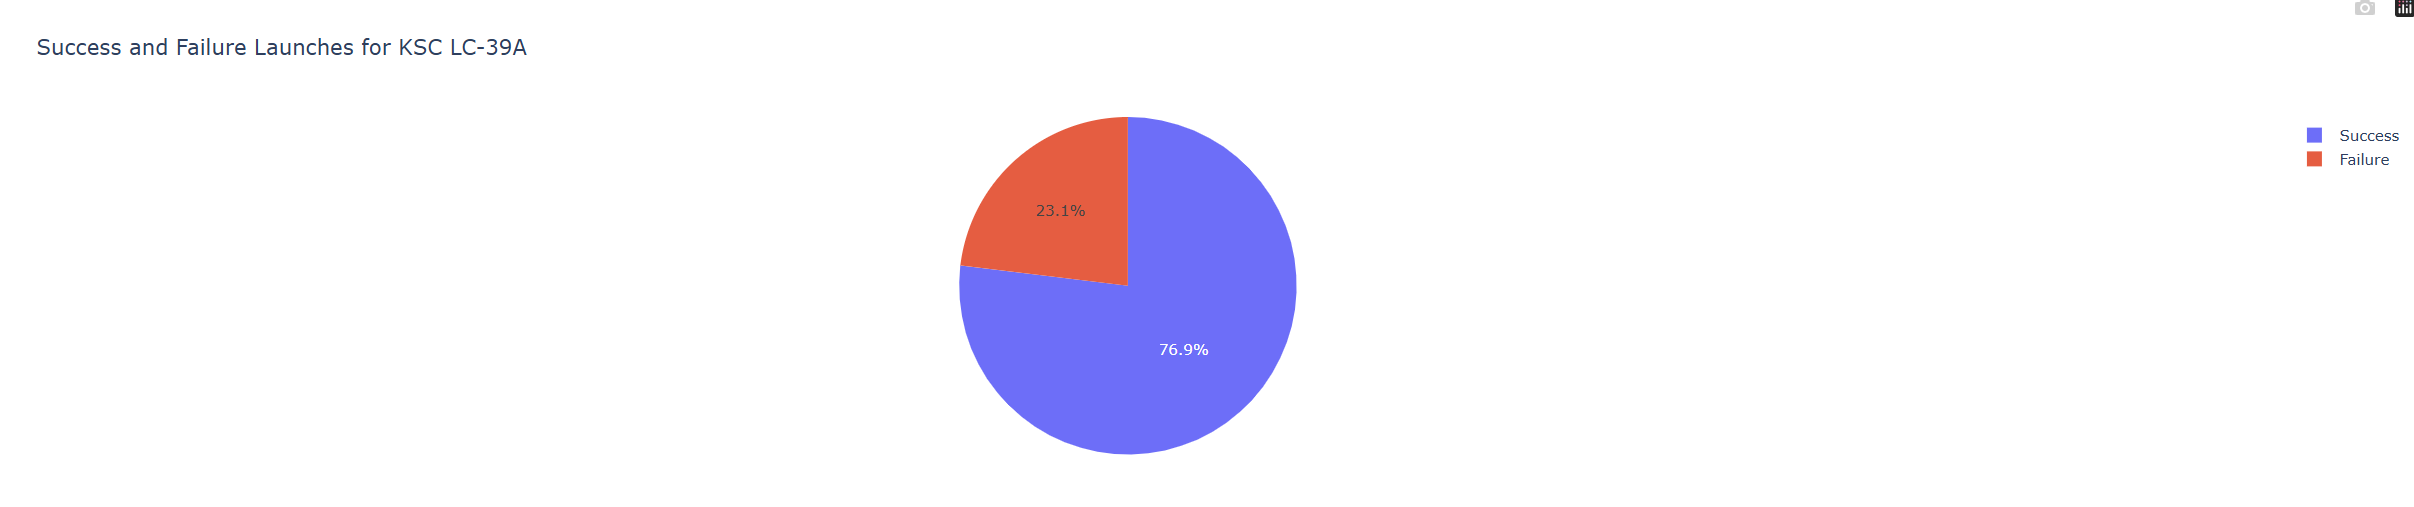 Success and Failure Launches for KSC LC-39A
Success
Failure
23.1%
76.9%